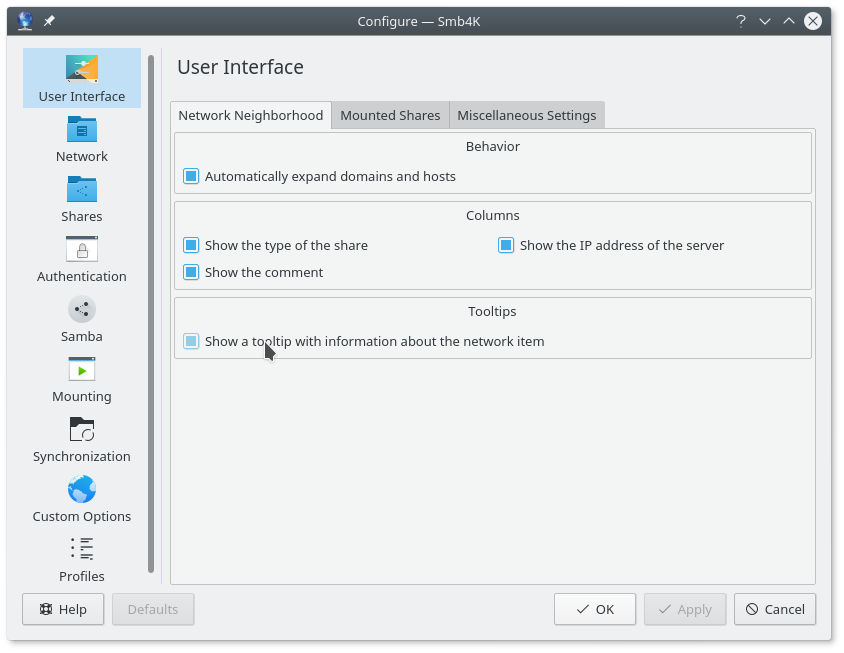 Configure — Smb4K
User Interface
Network
Shares
Authentication
Samba
Mounting
Synchronization
Custom Options
Profiles
User Interface
Network Neighborhood Mounted Shares Miscellaneous Settings
Behavior
Automatically expand domains and hosts
Columns
Show the type of the share Show the IP address of the server
Show the comment
Tooltips
Show a tooltip with information about the network item
Help Defaults OK Apply Cancel